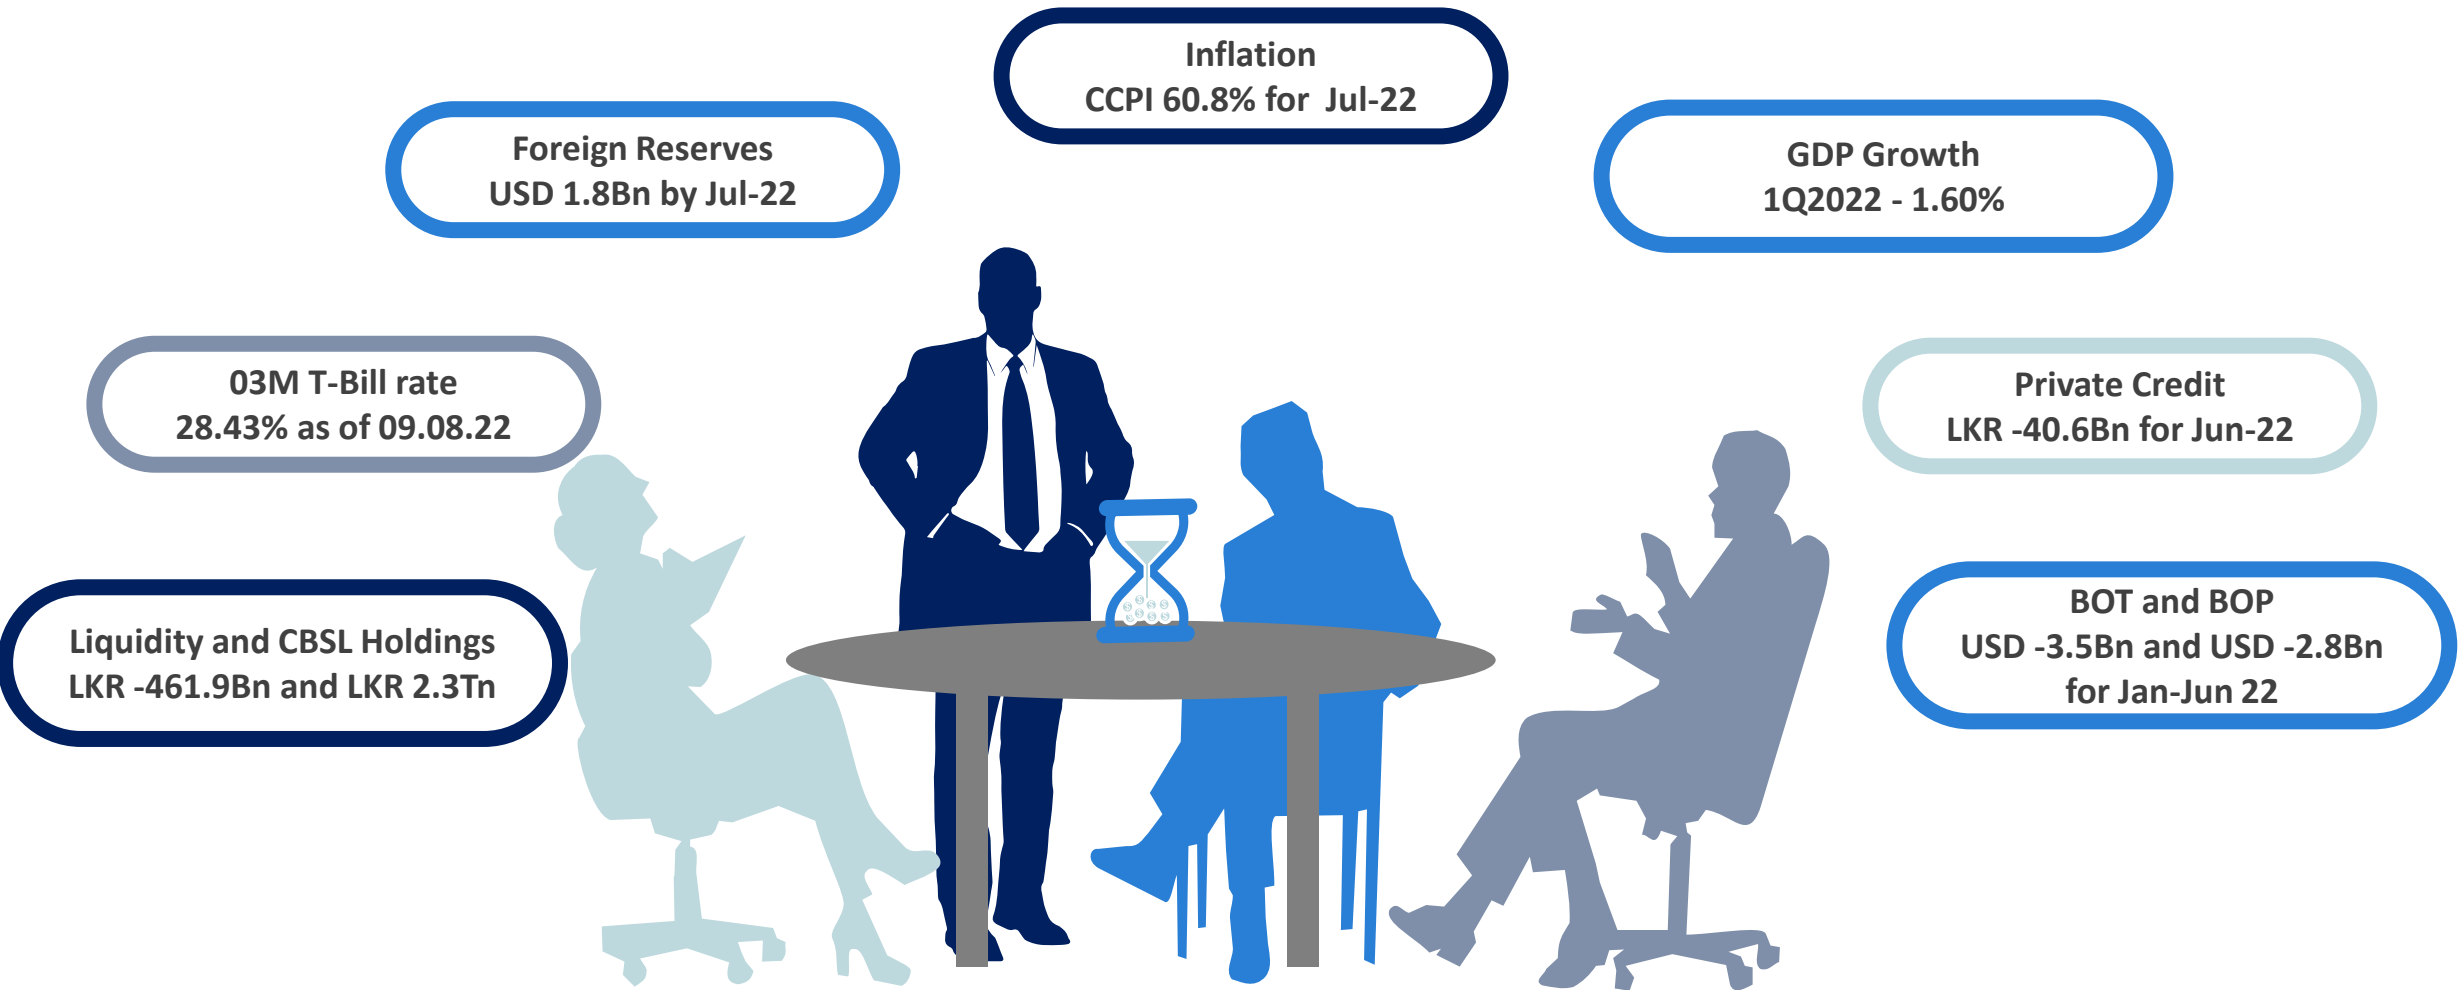 Inflation
CCPI 60.8% for Jul-22
Foreign Reserves
USD 1.8Bn by Jul-22
GDP Growth
1Q2022 - 1.60%
03M T-Bill rate
28.43% as of 09.08.22
Private Credit
LKR -40.6Bn for Jun-22
Liquidity and CBSL Holdings
LKR -461.9Bn and LKR 2.3Tn
BOT and BOP
USD -3.5Bn and USD -2.8Bn
for Jan-Jun 22